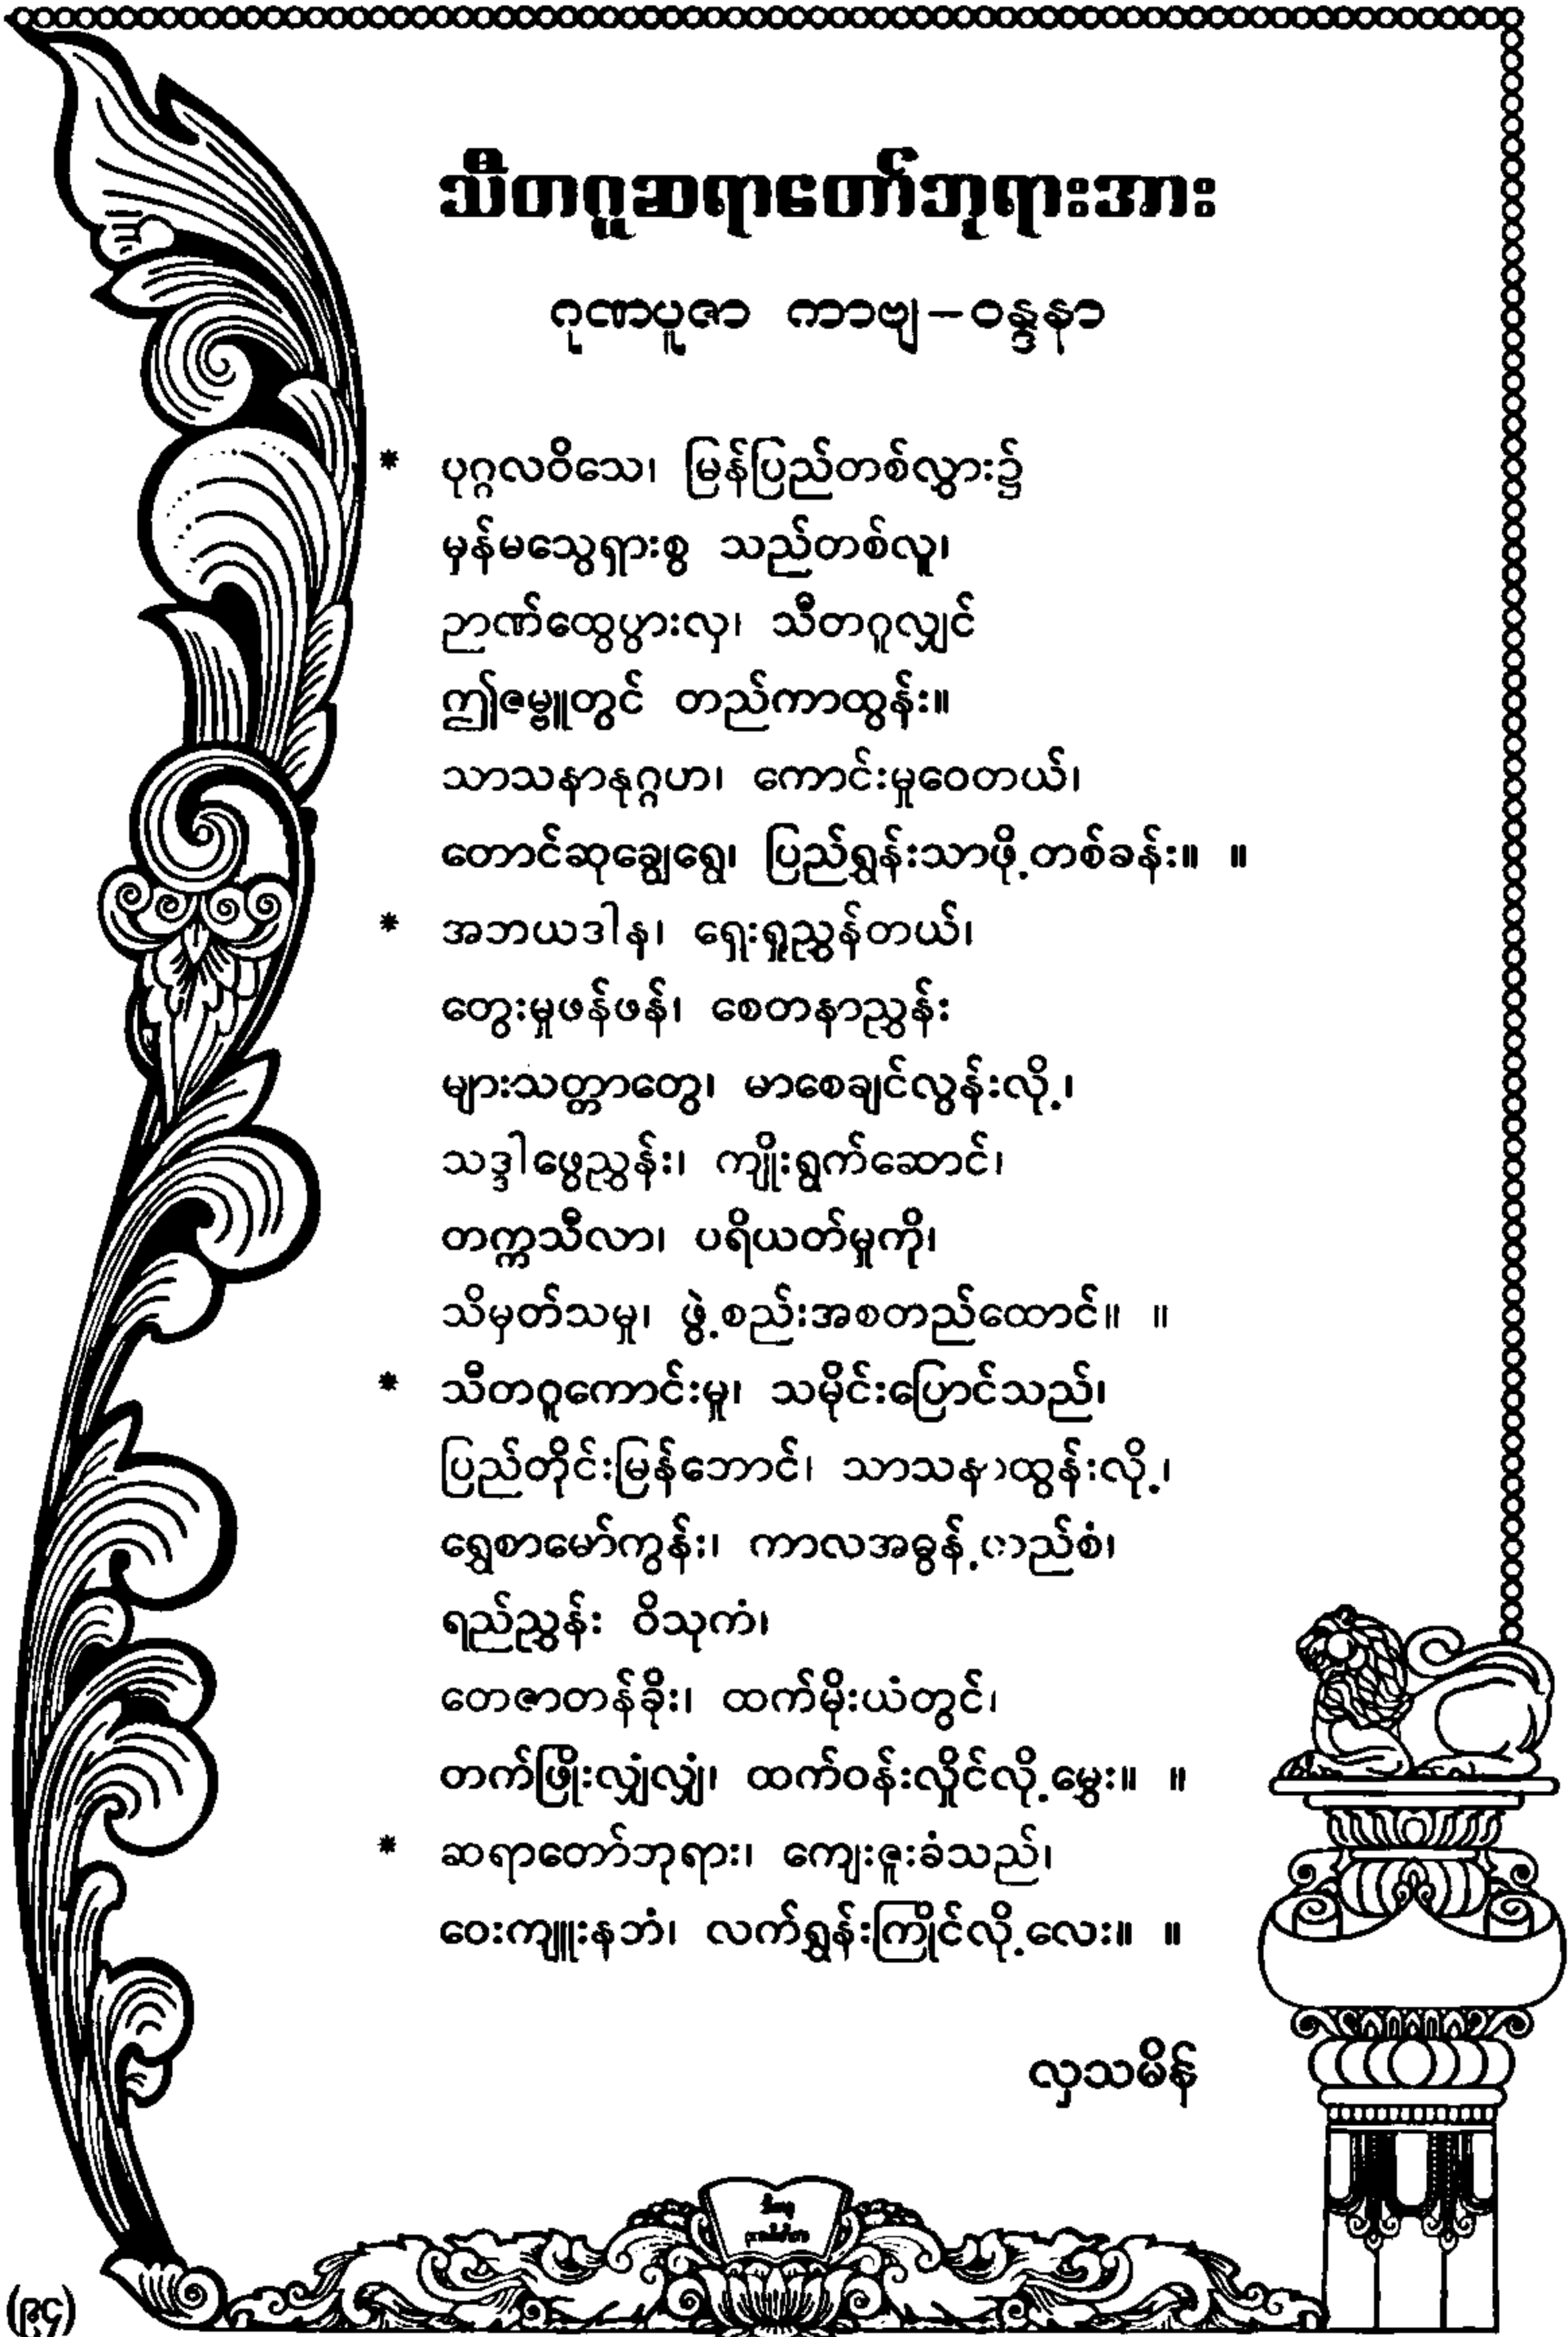 သီတဂူဆရာတော်ဘုရားအား
ဂုဏပူဇာ ကာဗျ–ဝန္ဒနာ
* ပုဂ္ဂလဝိသေ၊ မြန်ပြည်တစ်လွှား၌
မှန်မသွေရှားစွ သည်တစ်လူ၊
ဉာဏ်ထွေပွားလှ၊ သီတဂူလျှင်
ဤဇမ္ဗူတွင် တည်ကာထွန်း။
သာသနာနုဂ္ဂဟ၊ ကောင်းမှုဝေတယ်၊
တောင်ဆုချွေရွေ၊ ပြည်ရွှန်းသာဖို့တစ်ခန်း။ ။
* အဘယဒါန၊ ရှေးရှုညွှန်တယ်၊
တွေးမှုဖန်ဖန်၊ စေတနာညွှန်း
များသတ္တာတွေ၊ မာစေချင်လွန်းလို့၊
သဒ္ဒါဖွေညွှန်း၊ ကျိုးရွက်ဆောင်၊
တက္ကသီလာ၊ ပရိယတ်မှုကို၊
သိမှတ်သမှု၊ ဖွဲ့စည်းအစတည်ထောင်။ ။
* သီတဂူကောင်းမှု၊ သမိုင်းပြောင်သည်၊
ပြည်တိုင်းမြန်ဘောင်၊ သာသနာထွန်းလို့၊
ရွှေစာမော်ကွန်း၊ ကာလအဓွန့်တည်စံ၊
ရည်ညွှန်း ဝိသုကံ၊
တေဇာတန်ခိုး၊ ထက်မိုးယံတွင်၊
တက်ဖြိုးလျှံလျှံ၊ ထက်ဝန်းလှိုင်လို့မွှေး။ ။
* ဆရာတော်ဘုရား၊ ကျေးဇူးခံသည်၊
ဝေးကျူးနဘံ၊ လက်ရွှန်းကြိုင်လို့လေး။ ။
လှသမိန်
(၉၄)